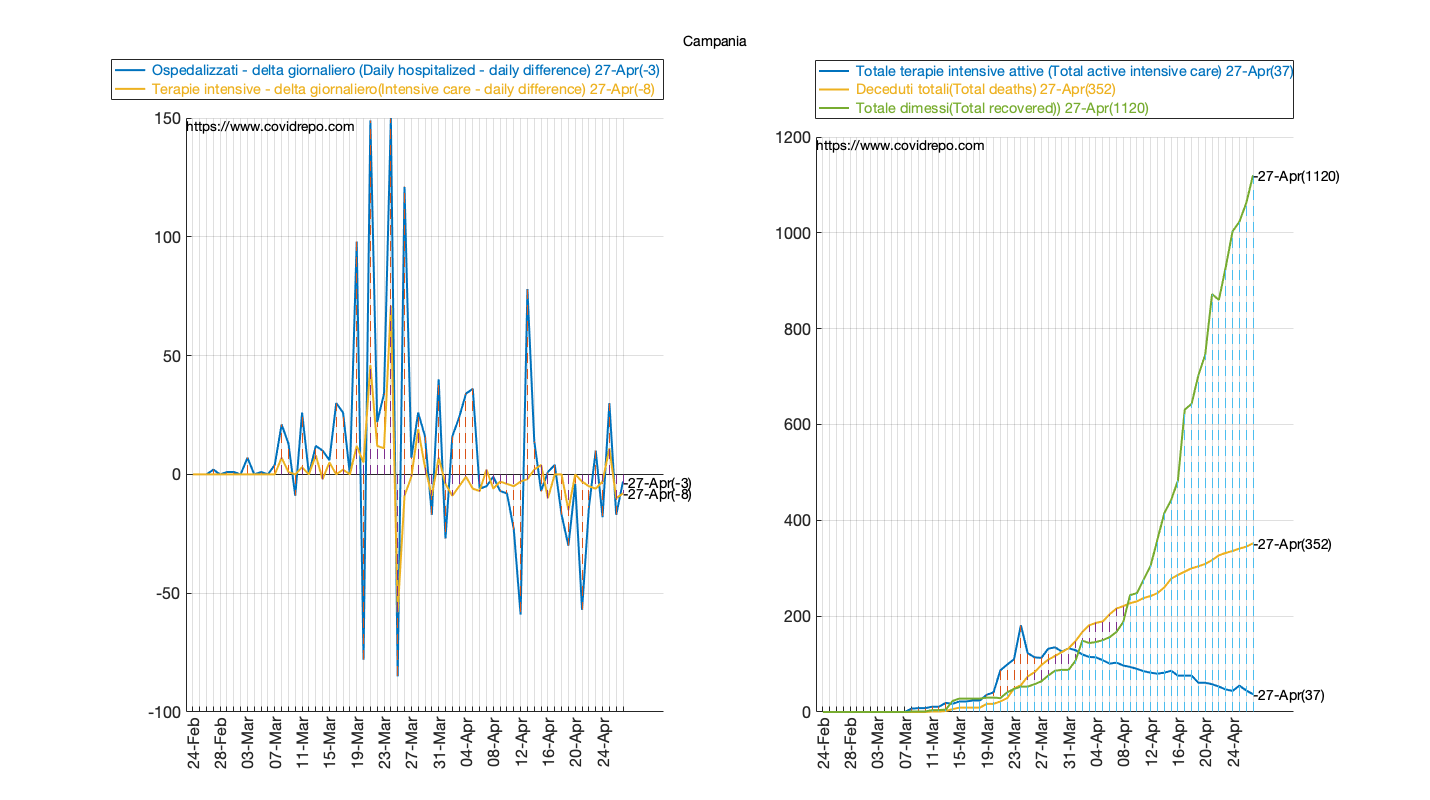 Campania
Ospedalizzati - delta giornaliero (Daily hospitalized - daily difference) 27-Apr(-3)
Terapie intensive - delta giornaliero(Intensive care - daily difference) 27-Apr(-8)
https://www.covidrepo.com
150
100
50
0
-50
-100
-27-Apr(-3)
-27-Apr(-8)
24-Feb
28-Feb
03-Mar
07-Mar
11-Mar
15-Mar
19-Mar
23-Mar
27-Mar
31-Mar
04-Apr
08-Apr
12-Apr
16-Apr
20-Apr
24-Apr
Totale terapie intensive attive (Total active intensive care) 27-Apr(37)
Deceduti totali(Total deaths) 27-Apr(352)
Totale dimessi(Total recovered)) 27-Apr(1120)
https://www.covidrepo.com
1200
1000
800
600
400
200
0
-27-Apr(1120)
-27-Apr(352)
-27-Apr(37)
24-Feb
28-Feb
03-Mar
07-Mar
11-Mar
15-Mar
19-Mar
23-Mar
27-Mar
31-Mar
04-Apr
08-Apr
12-Apr
16-Apr
20-Apr
24-Apr